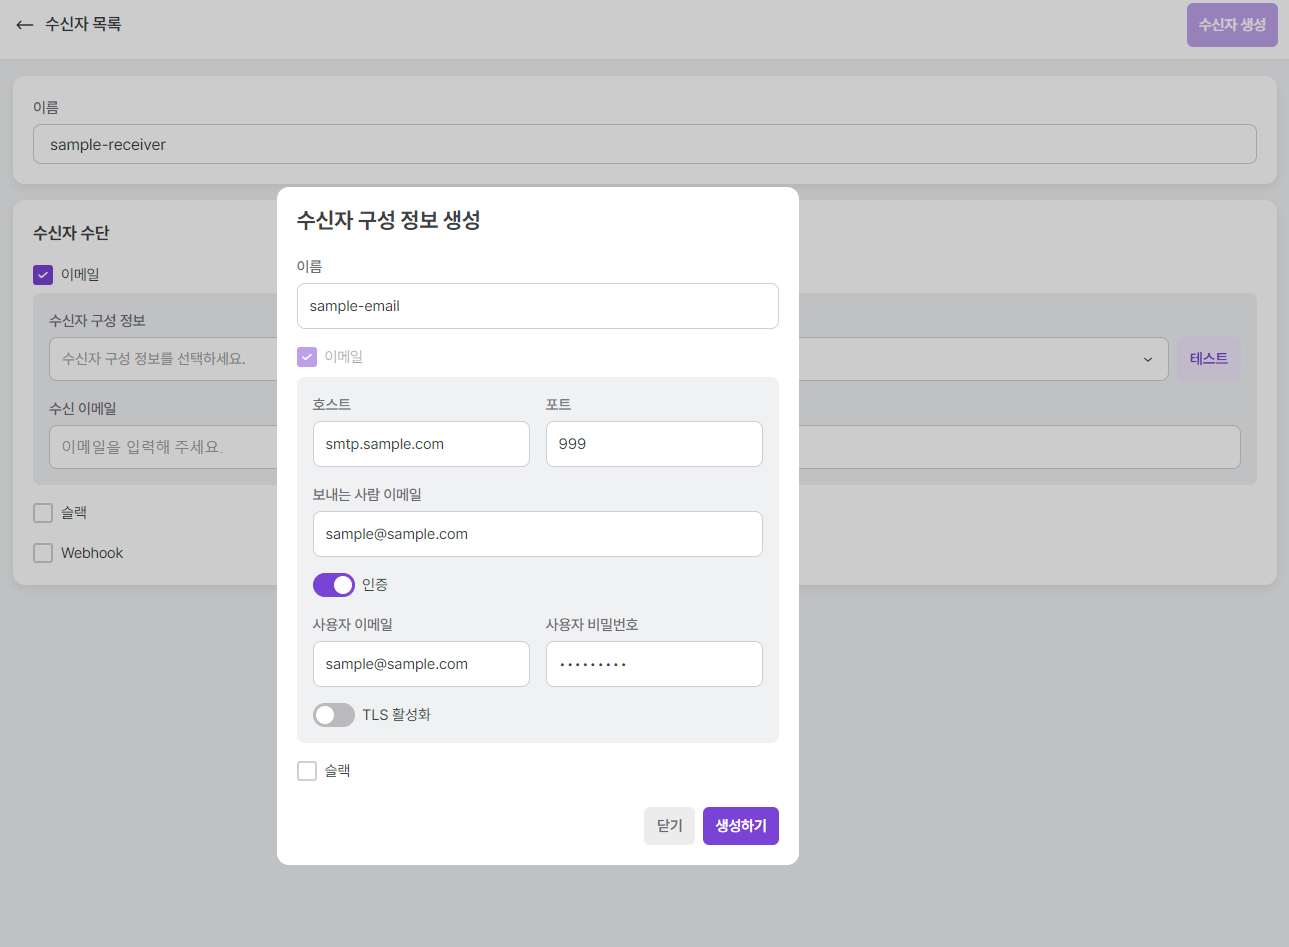 수신자 목록
수신자 생성
이름
sample-receiver
수신자 수단
이메일
수신자 구성 정보
수신자 구성 정보를 선택하세요.
테스트
수신 이메일
이메일을 입력해 주세요.
슬랙
Webhook
수신자 구성 정보 생성
이름
sample-email
이메일
호스트
포트
smtp.sample.com
999
보내는 사람 이메일
sample@sample.com
인증
사용자 이메일
사용자 비밀번호
sample@sample.com
•••••••••
TLS 활성화
슬랙
닫기
생성하기